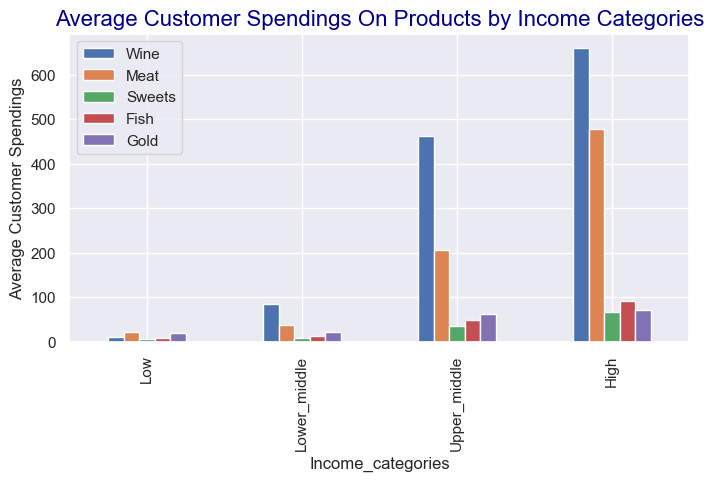 Average Customer Spendings On Products by Income Categories
Wine
Meat
Sweets
Fish
Gold
Average Customer Spendings
600
500
400
300
200
100
0
Low
Lower_middle
Upper_middle
High
Income_categories